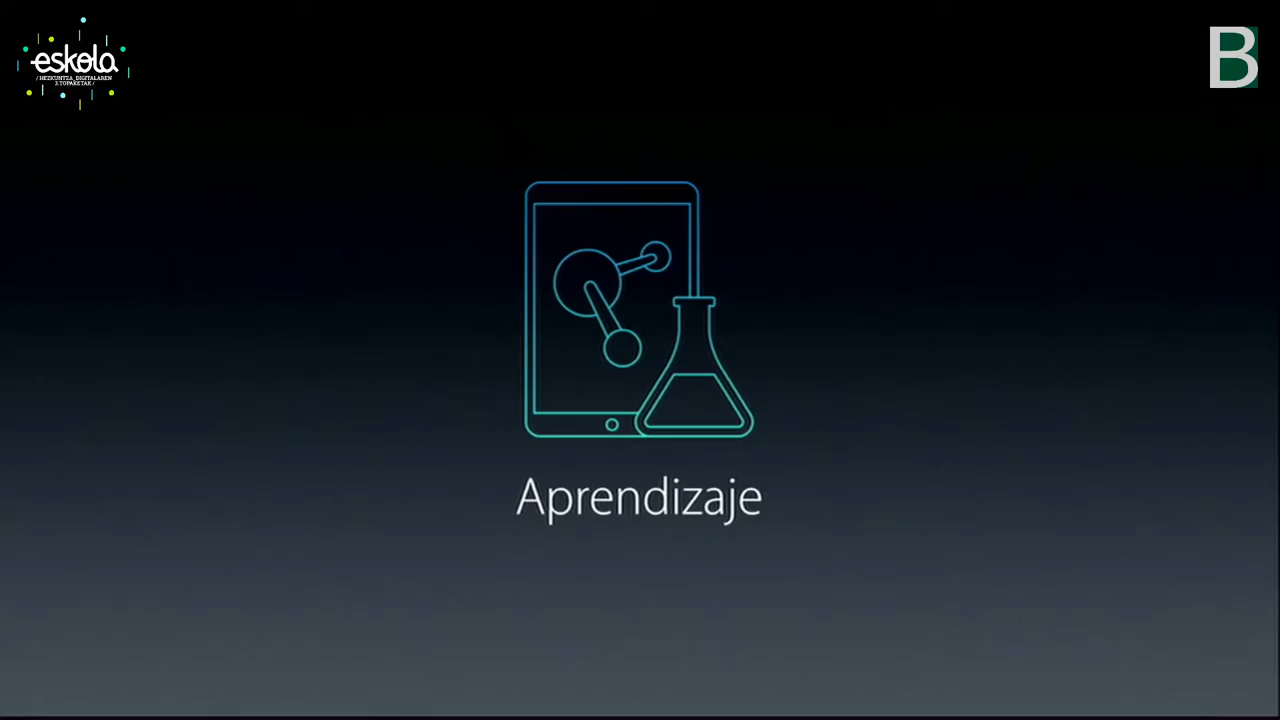 eskola
/ HEZKUNTZA_DIGITALAREN
3.TOPAKETAK /
B
Aprendizaje